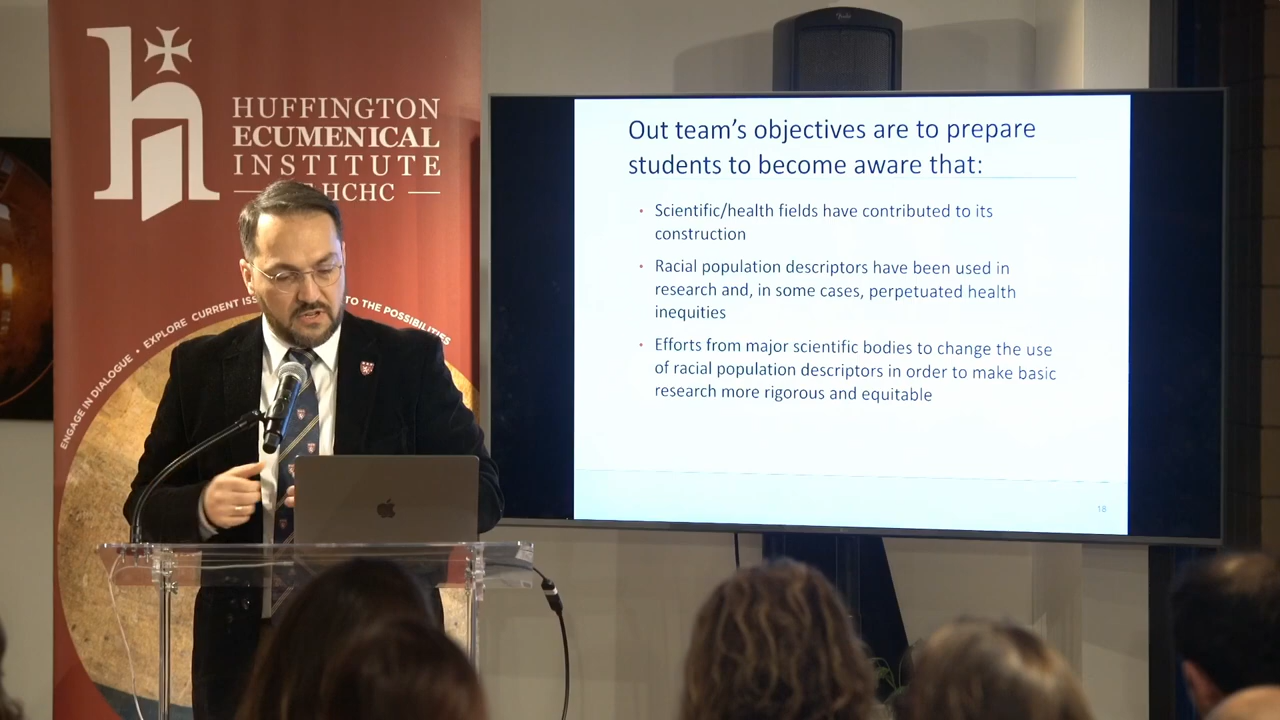 HUFFINGTON
ECUMENICAL
INSTITUTE
HCHC
ENGAGE IN DIALOGUE • EXPLORE CURRENT TO THE POSSIBILITIES
Out team’s objectives are to prepare
students to become aware that:
• Scientific/health fields have contributed to its
construction
• Racial population descriptors have been used in
research and, in some cases, perpetuated health
inequities
• Efforts from major scientific bodies to change the use
of racial population descriptors in order to make basic
research more rigorous and equitable
18
Fender